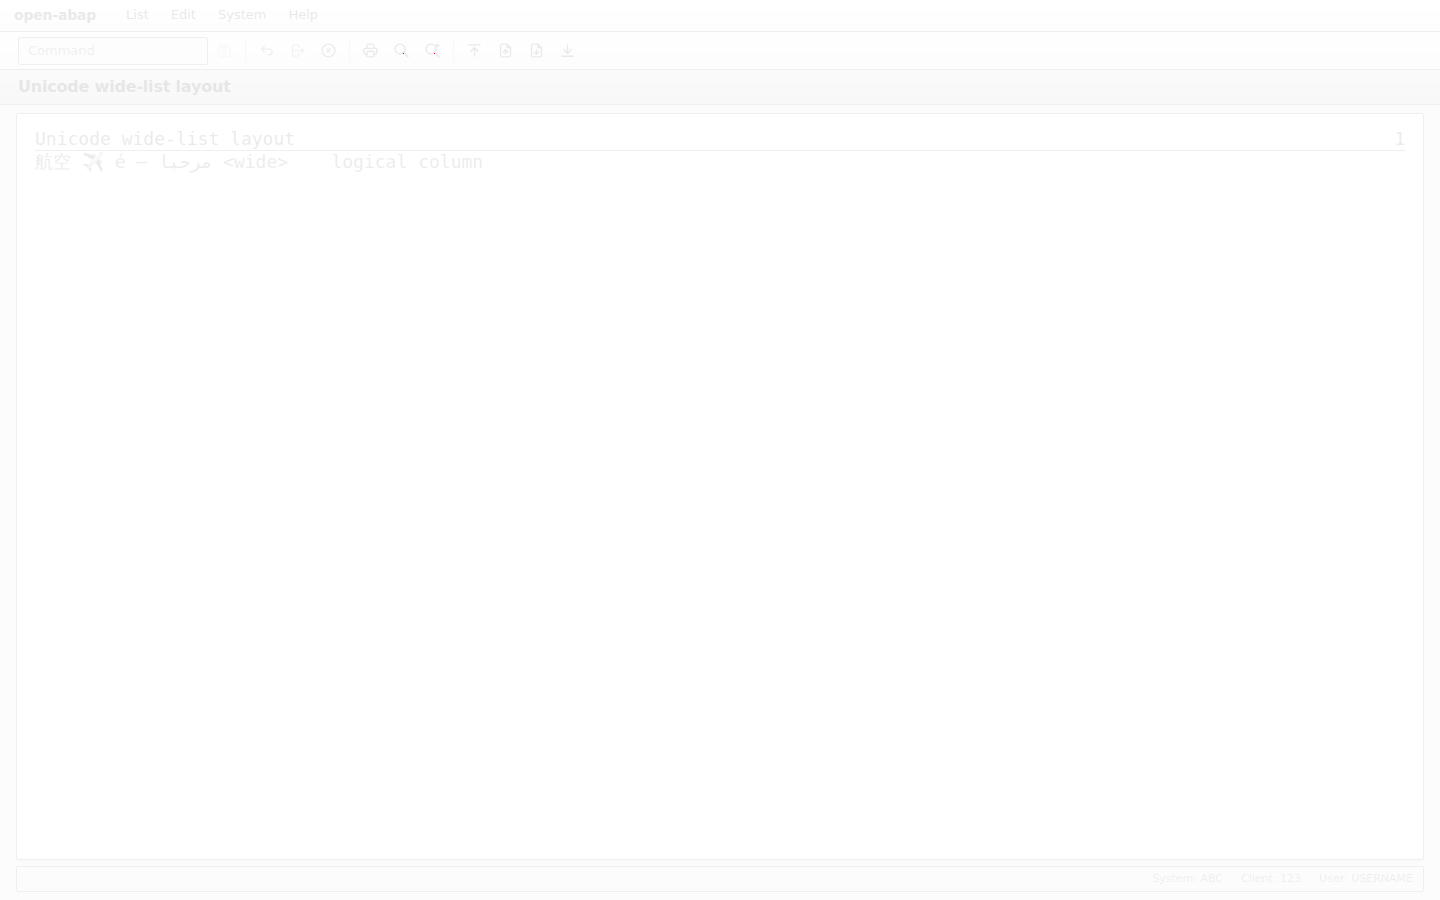 open-abap List Edit System Help
Command
Unicode wide-list layout
Unicode wide-list layout 1
航空 ✈ é — مرحبا <wide> logical column
System: ABC Client: 123 User: USERNAME